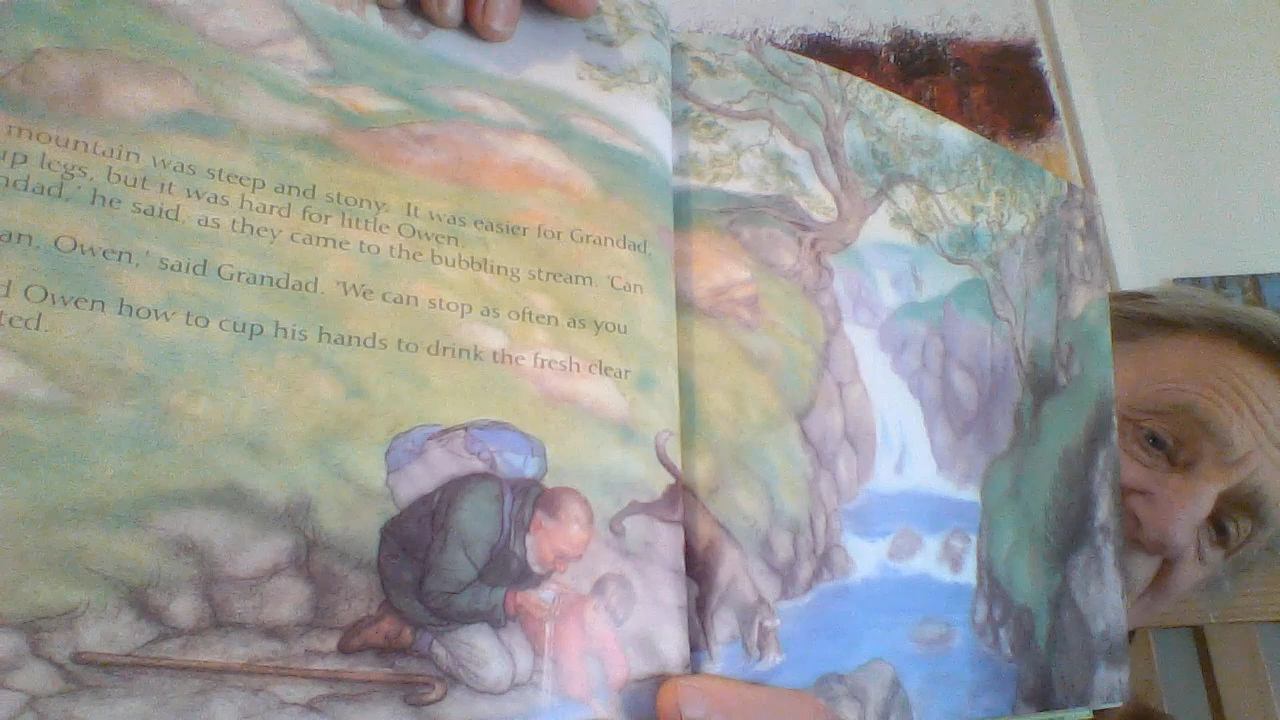 mountain was steep and stony. It was easier for Grandad,
up legs, but it was hard for little Owen.
ndad,' he said, as they came to the bubbling stream. 'Can
an, Owen,' said Grandad. 'We can stop as often as you
d Owen how to cup his hands to drink the fresh clear
ted.